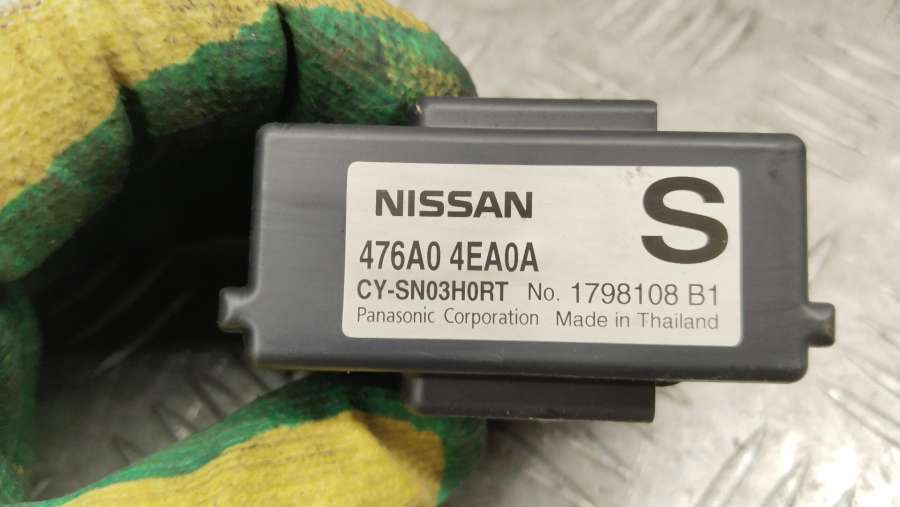 NISSAN S
476A0 4EA0A
CY-SN03H0RT No. 1798108 B1
Panasonic Corporation Made in Thailand